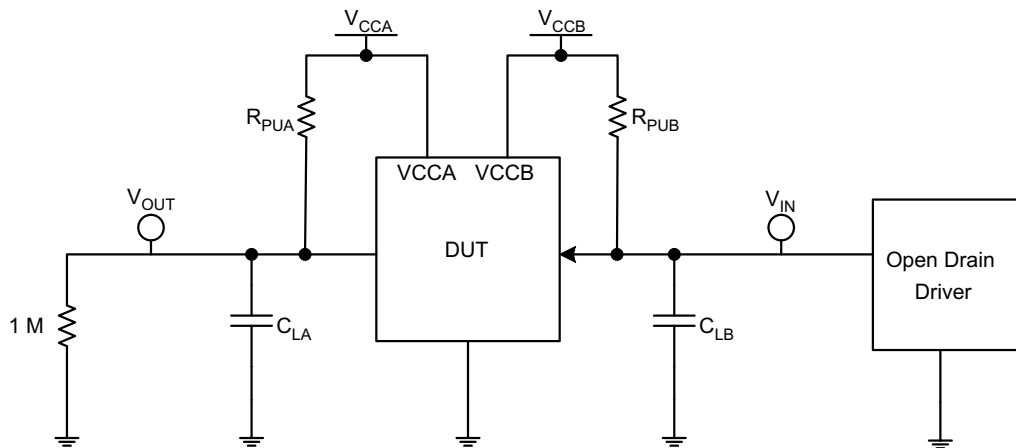 V_CCA
V_CCB
R_PUA
R_PUB
VCCA VCCB
V_OUT
V_IN
DUT
Open Drain
Driver
1 M
C_LA
C_LB